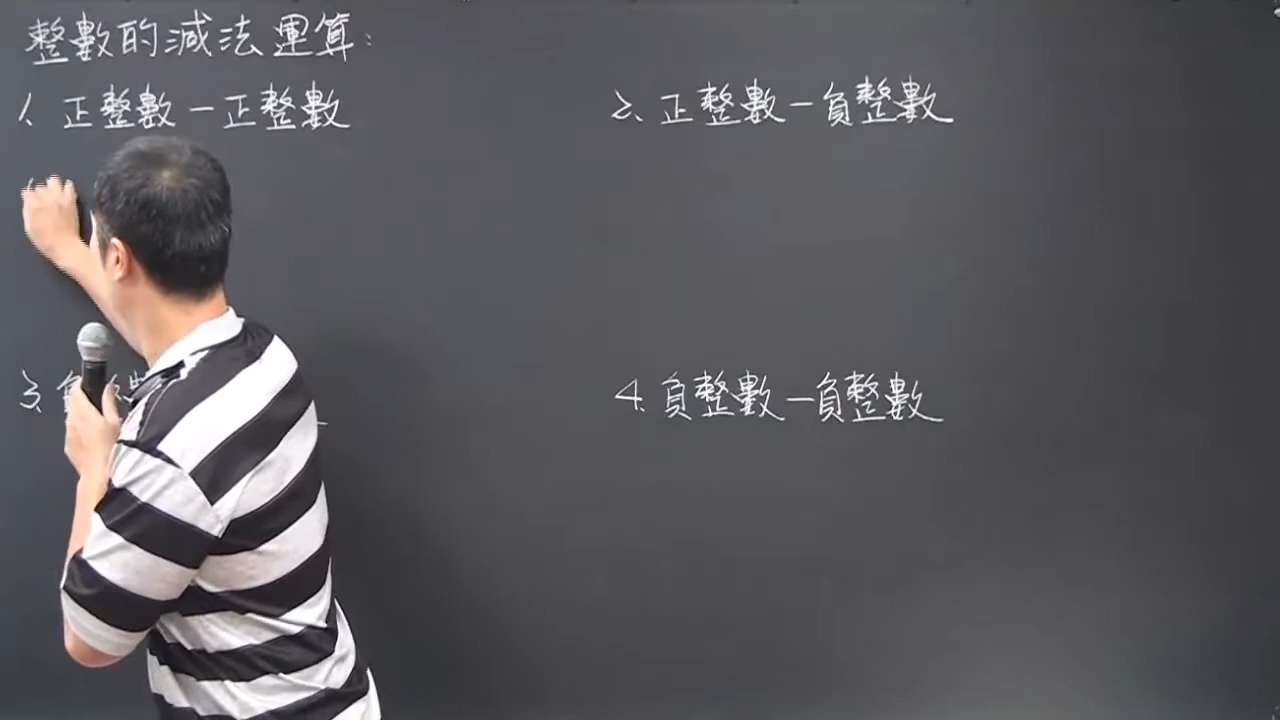 整數的減法運算:
1. 正整數-正整數
2. 正整數-負整數
3. 負
4. 負整數-負整數